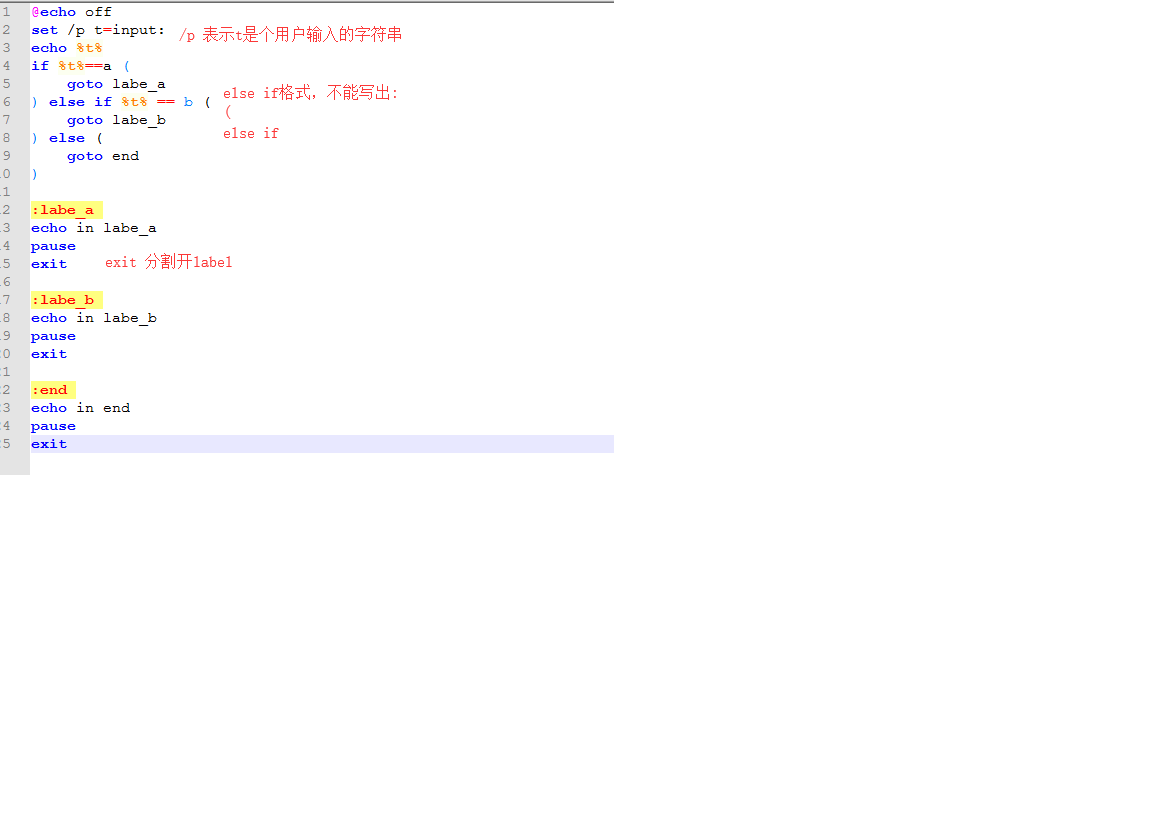 1 @echo off
2 set /p t=input: /p 表示t是个用户输入的字符串
3 echo %t%
4 if %t%==a (
5 goto labe_a
6 ) else if %t% == b ( else if格式，不能写出:
(
7 goto labe_b
8 ) else ( else if
9 goto end
0 )
1
2 :labe_a
3 echo in labe_a
4 pause
5 exit exit 分割开label
6
7 :labe_b
8 echo in labe_b
9 pause
0 exit
1
2 :end
3 echo in end
4 pause
5 exit